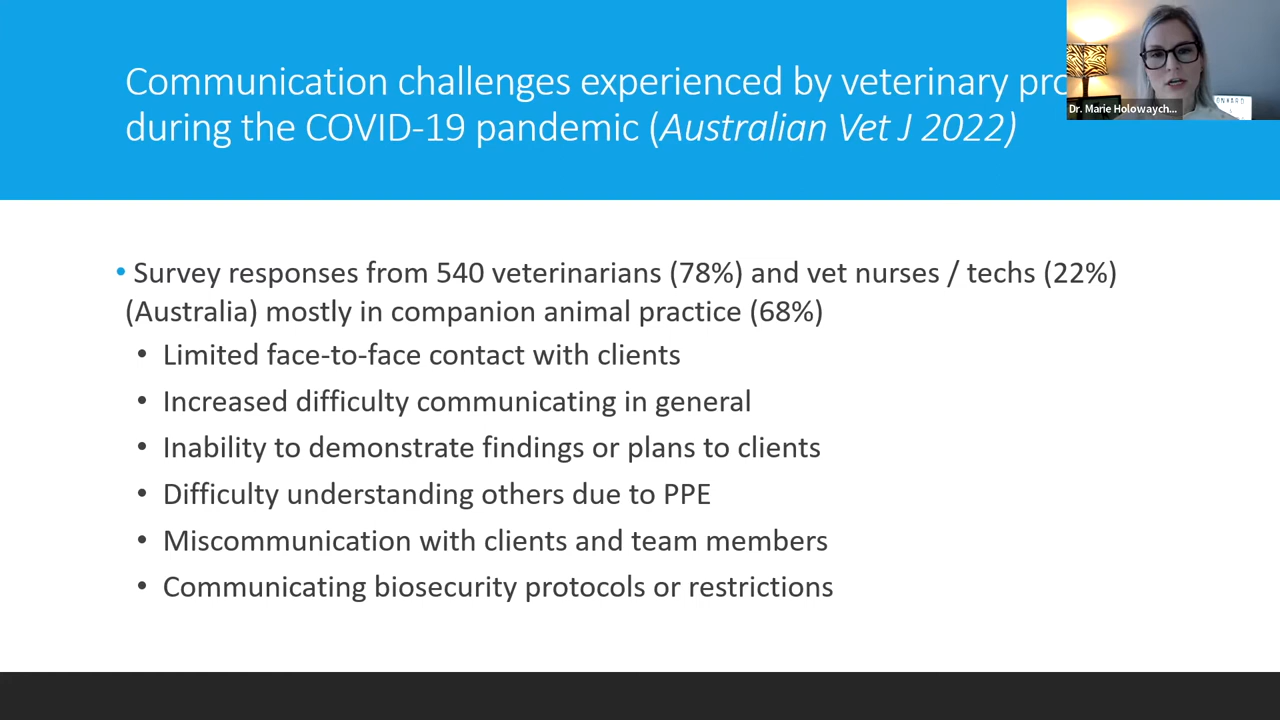 Communication challenges experienced by veterinary
during the COVID-19 pandemic (Australian Vet J 2022)
Dr. Marie Holowaych...
• Survey responses from 540 veterinarians (78%) and vet nurses / techs (22%)
(Australia) mostly in companion animal practice (68%)
• Limited face-to-face contact with clients
• Increased difficulty communicating in general
• Inability to demonstrate findings or plans to clients
• Difficulty understanding others due to PPE
• Miscommunication with clients and team members
• Communicating biosecurity protocols or restrictions